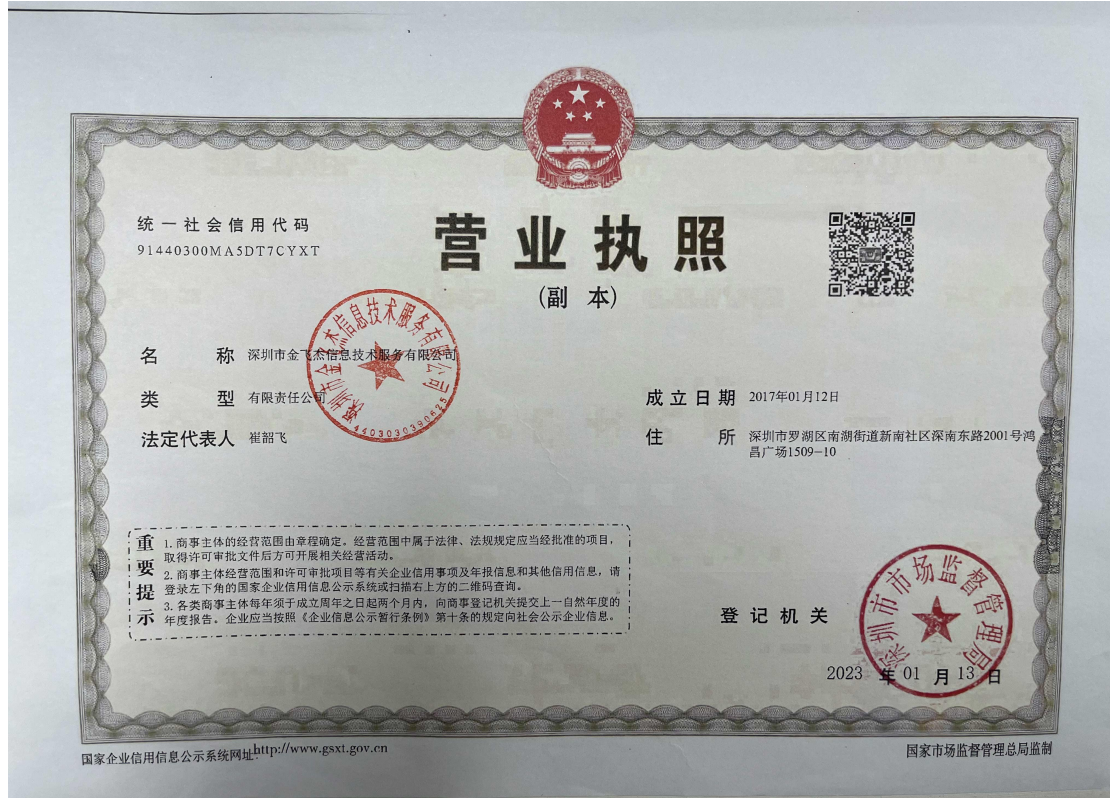 统一社会信用代码
91440300MA5DT7CYXT
营业执照
(副 本)
名 称 深圳市金飞杰信息技术服务有限公司
类 型 有限责任公司
法定代表人 崔韶飞
成立日期 2017年01月12日
住 所 深圳市罗湖区南湖街道新南社区深南东路2001号鸿
昌广场1509-10
深圳市金飞杰信息技术服务有限公司
4403030390625
重要提示
1. 商事主体的经营范围由章程确定。经营范围中属于法律、法规规定应当经批准的项目，
取得许可审批文件后方可开展相关经营活动。
2. 商事主体经营范围和许可审批项目等有关企业信用事项及年报信息和其他信用信息，请
登录左下角的国家企业信用信息公示系统或扫描右上方的二维码查询。
3. 各类商事主体每年须于成立周年之日起两个月内，向商事登记机关提交上一自然年度的
年度报告。企业应当按照《企业信息公示暂行条例》第十条的规定向社会公示企业信息。
登记机关
深圳市市场监督管理局
2023 年 01 月 13 日
国家企业信用信息公示系统网址:http://www.gsxt.gov.cn
国家市场监督管理总局监制